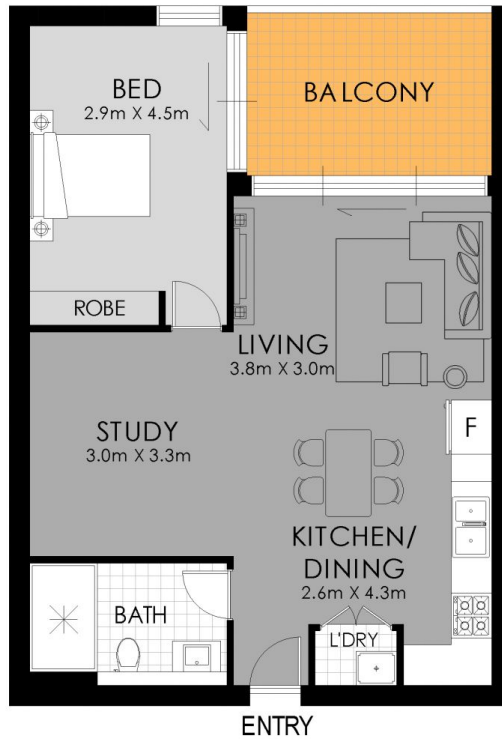 BED
2.9m X 4.5m
BALCONY
ROBE
LIVING
3.8m X 3.0m
F
STUDY
3.0m X 3.3m
KITCHEN/
DINING
2.6m X 4.3m
BATH
L'DRY
ENTRY